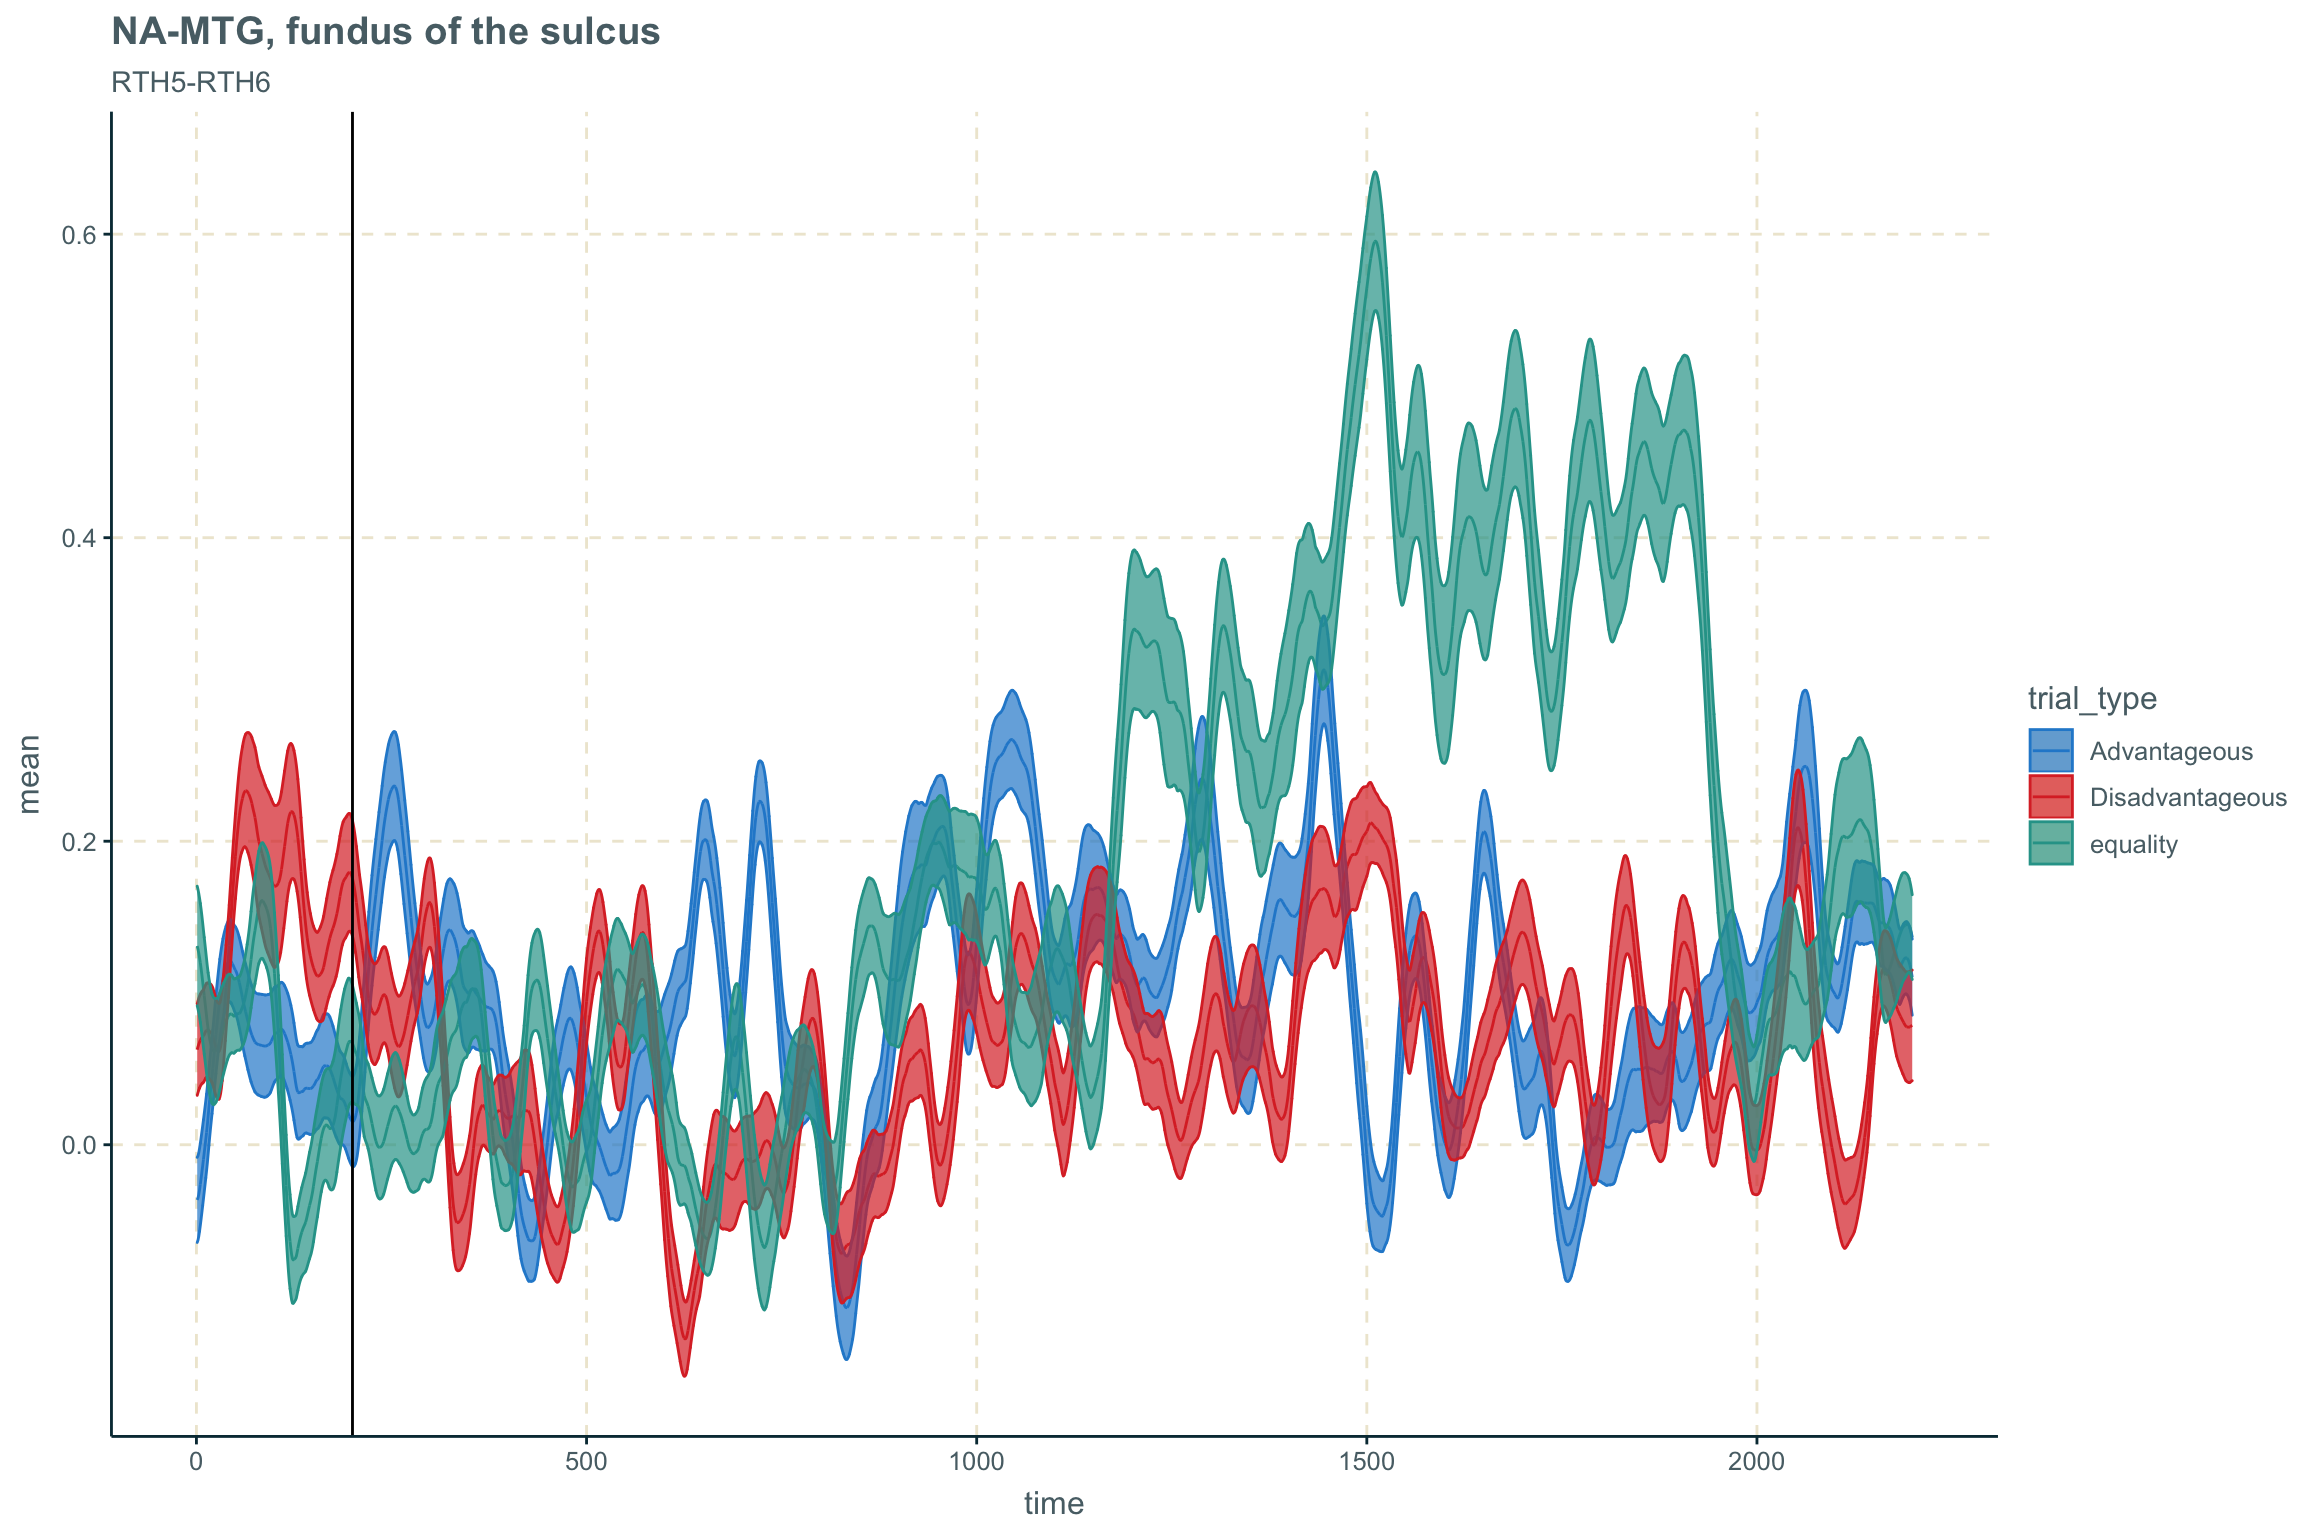 NA-MTG, fundus of the sulcus
RTH5-RTH6
0.6
0.4
0.2
0.0
mean
0
500
1000
1500
2000
time
trial_type
Advantageous
Disadvantageous
equality